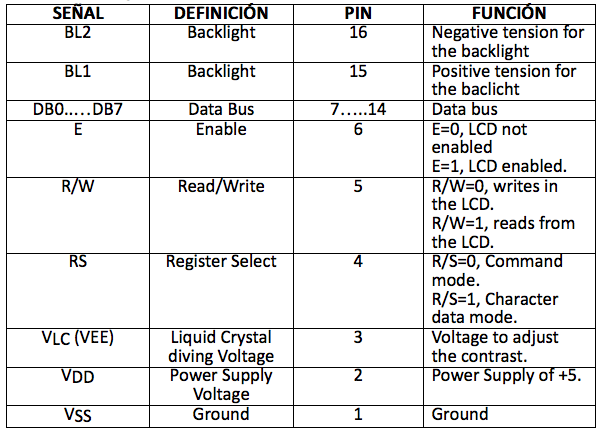 SEÑAL DEFINICIÓN PIN FUNCIÓN
BL2 Backlight 16 Negative tension for
the backlight
BL1 Backlight 15 Positive tension for
the baclicht
DB0..…DB7 Data Bus 7…..14 Data bus
E Enable 6 E=0, LCD not
enabled
E=1, LCD enabled.
R/W Read/Write 5 R/W=0, writes in
the LCD.
R/W=1, reads from
the LCD.
RS Register Select 4 R/S=0, Command
mode.
R/S=1, Character
data mode.
VLC (VEE) Liquid Crystal 3 Voltage to adjust
diving Voltage the contrast.
VDD Power Supply 2 Power Supply of +5.
Voltage
VSS Ground 1 Ground